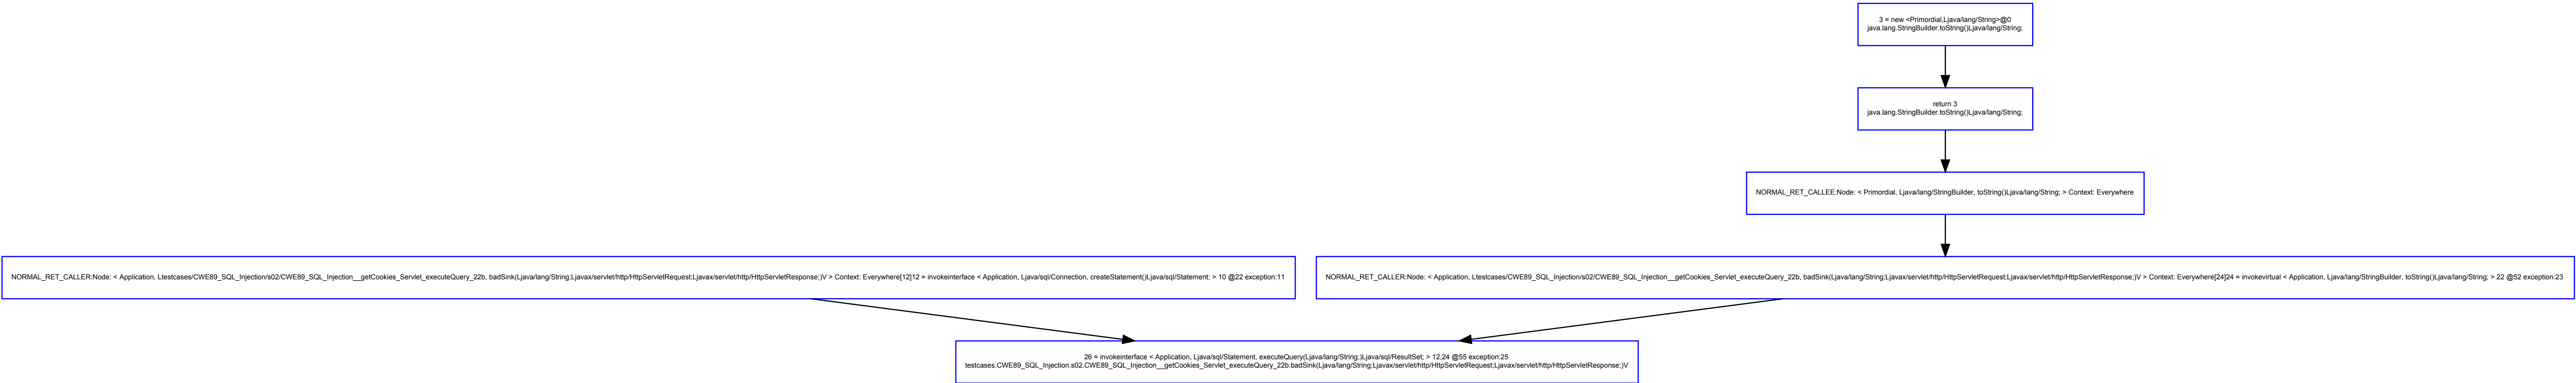 3 = new <Primordial,Ljava/lang/String>@0
java.lang.StringBuilder.toString()Ljava/lang/String;
return 3
java.lang.StringBuilder.toString()Ljava/lang/String;
NORMAL_RET_CALLEE:Node: < Primordial, Ljava/lang/StringBuilder, toString()Ljava/lang/String; > Context: Everywhere
NORMAL_RET_CALLER:Node: < Application, Ltestcases/CWE89_SQL_Injection/s02/CWE89_SQL_Injection__getCookies_Servlet_executeQuery_22b, badSink(Ljava/lang/String;Ljavax/servlet/http/HttpServletRequest;Ljavax/servlet/http/HttpServletResponse;)V > Context: Everywhere[12]12 = invokeinterface < Application, Ljava/sql/Connection, createStatement()Ljava/sql/Statement; > 10 @22 exception:11
NORMAL_RET_CALLER:Node: < Application, Ltestcases/CWE89_SQL_Injection/s02/CWE89_SQL_Injection__getCookies_Servlet_executeQuery_22b, badSink(Ljava/lang/String;Ljavax/servlet/http/HttpServletRequest;Ljavax/servlet/http/HttpServletResponse;)V > Context: Everywhere[24]24 = invokevirtual < Application, Ljava/lang/StringBuilder, toString()Ljava/lang/String; > 22 @52 exception:23
26 = invokeinterface < Application, Ljava/sql/Statement, executeQuery(Ljava/lang/String;)Ljava/sql/ResultSet; > 12,24 @55 exception:25
testcases.CWE89_SQL_Injection.s02.CWE89_SQL_Injection__getCookies_Servlet_executeQuery_22b.badSink(Ljava/lang/String;Ljavax/servlet/http/HttpServletRequest;Ljavax/servlet/http/HttpServletResponse;)V